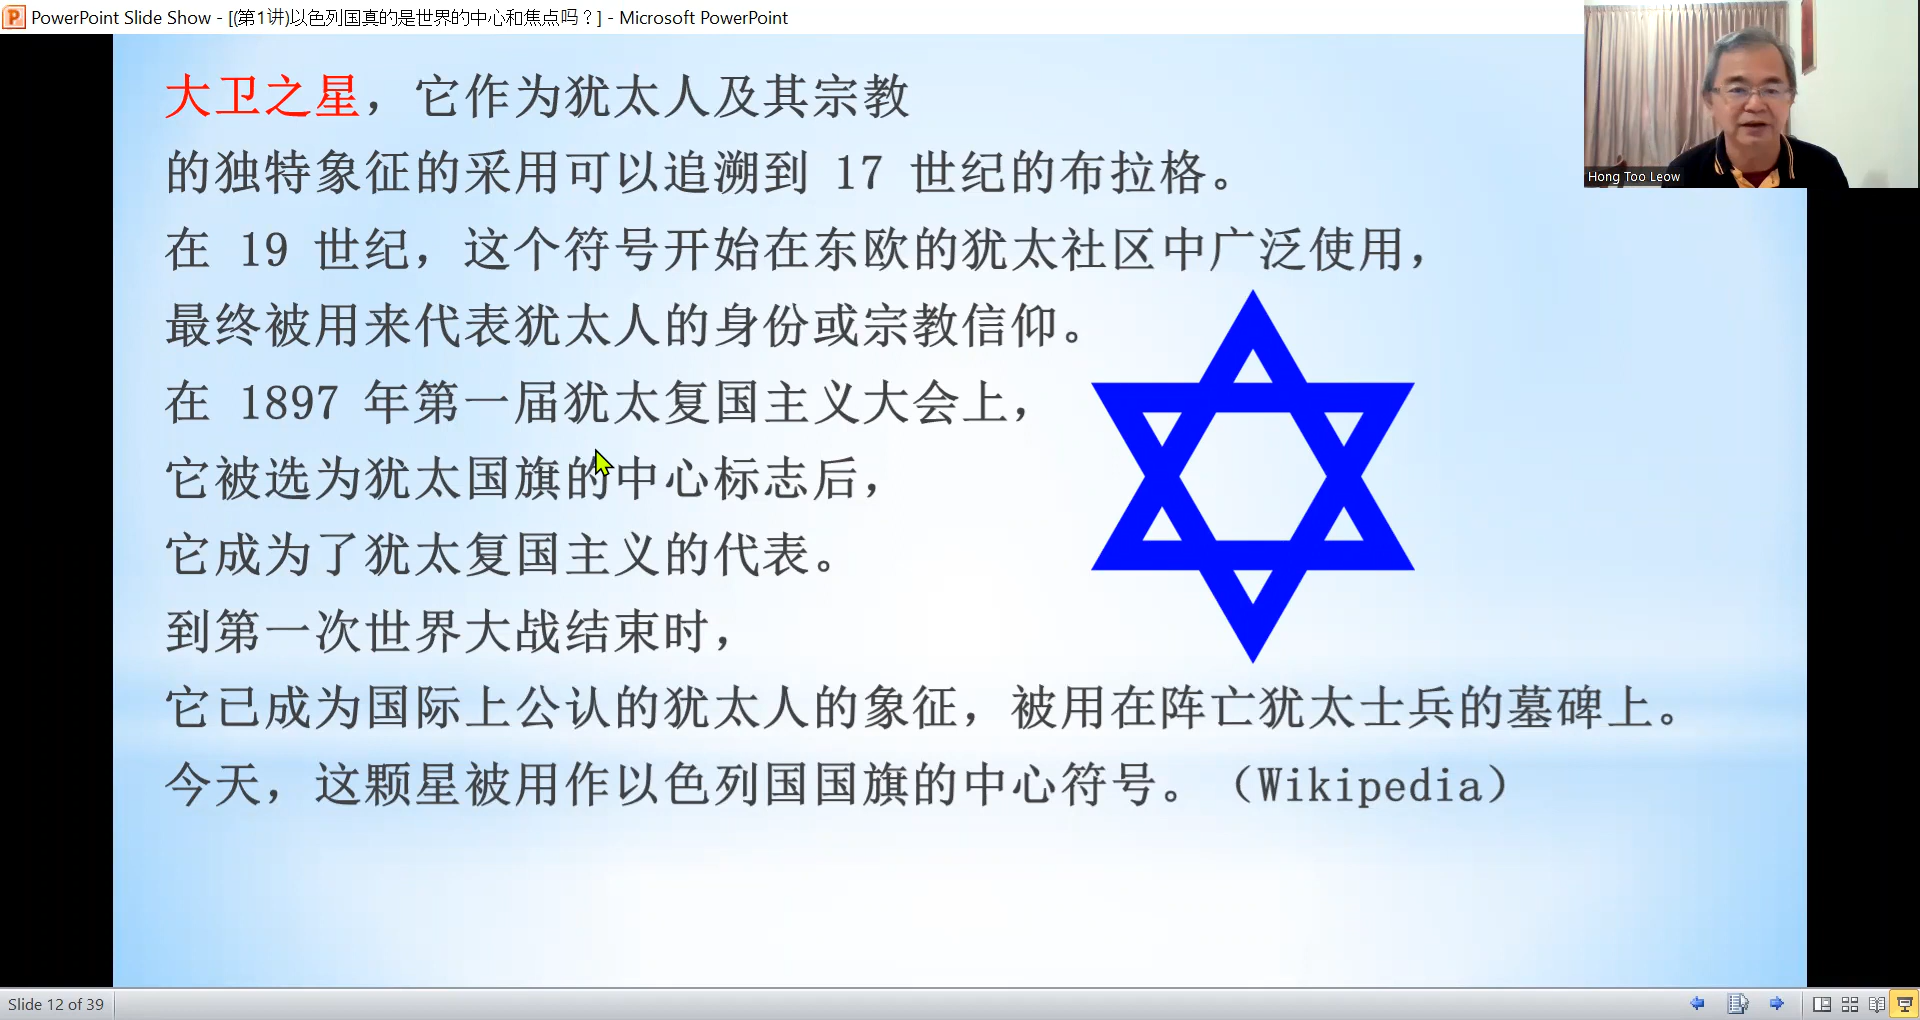 PowerPoint Slide Show - [(第1讲)以色列国真的是世界的中心和焦点吗？] - Microsoft PowerPoint
Hong Too Leow
大卫之星，它作为犹太人及其宗教
的独特象征的采用可以追溯到 17 世纪的布拉格。
在 19 世纪，这个符号开始在东欧的犹太社区中广泛使用，
最终被用来代表犹太人的身份或宗教信仰。
在 1897 年第一届犹太复国主义大会上，
它被选为犹太国旗的中心标志后，
它成为了犹太复国主义的代表。
到第一次世界大战结束时，
它已成为国际上公认的犹太人的象征，被用在阵亡犹太士兵的墓碑上。
今天，这颗星被用作以色列国国旗的中心符号。（Wikipedia）
Slide 12 of 39